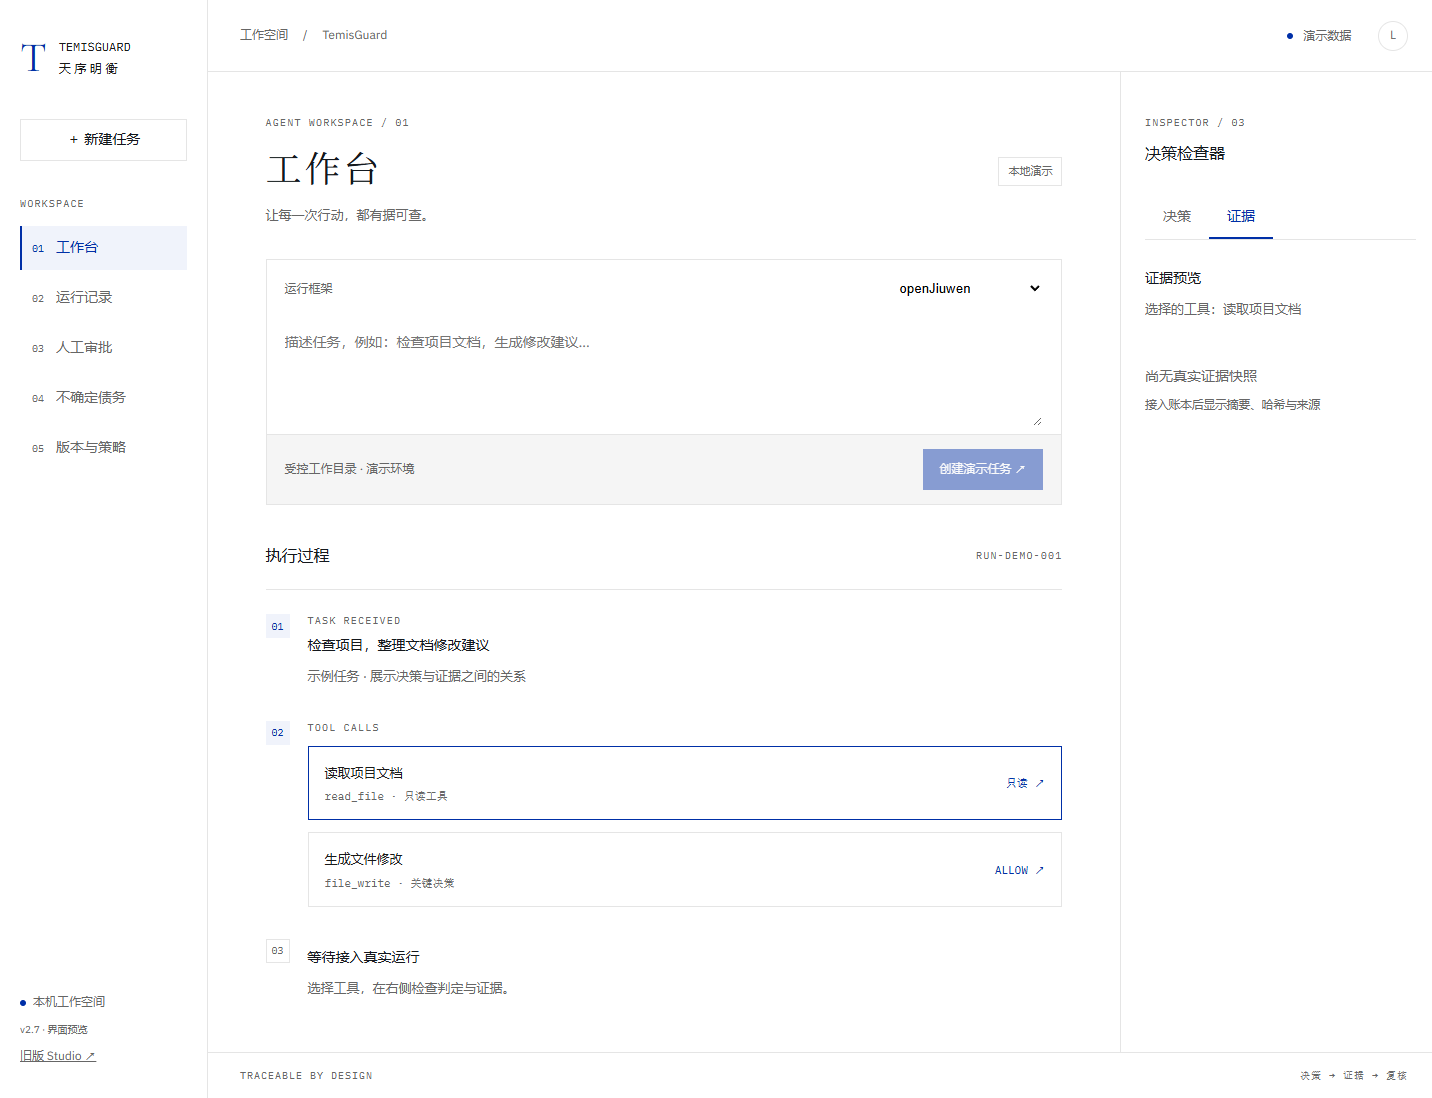 T
TEMISGUARD
天序明衡
+ 新建任务
WORKSPACE
01 工作台
02 运行记录
03 人工审批
04 不确定债务
05 版本与策略
本机工作空间
v2.7 · 界面预览
旧版 Studio ↗
工作空间 / TemisGuard
演示数据
L
AGENT WORKSPACE / 01
工作台
本地演示
让每一次行动，都有据可查。
运行框架
openJiuwen
描述任务，例如：检查项目文档，生成修改建议...
受控工作目录 · 演示环境
创建演示任务 ↗
执行过程
RUN-DEMO-001
01
TASK RECEIVED
检查项目，整理文档修改建议
示例任务 · 展示决策与证据之间的关系
02
TOOL CALLS
读取项目文档
read_file · 只读工具
只读 ↗
生成文件修改
file_write · 关键决策
ALLOW ↗
03
等待接入真实运行
选择工具，在右侧检查判定与证据。
INSPECTOR / 03
决策检查器
决策
证据
证据预览
选择的工具：读取项目文档
尚无真实证据快照
接入账本后显示摘要、哈希与来源
TRACEABLE BY DESIGN
决策 → 证据 → 复核